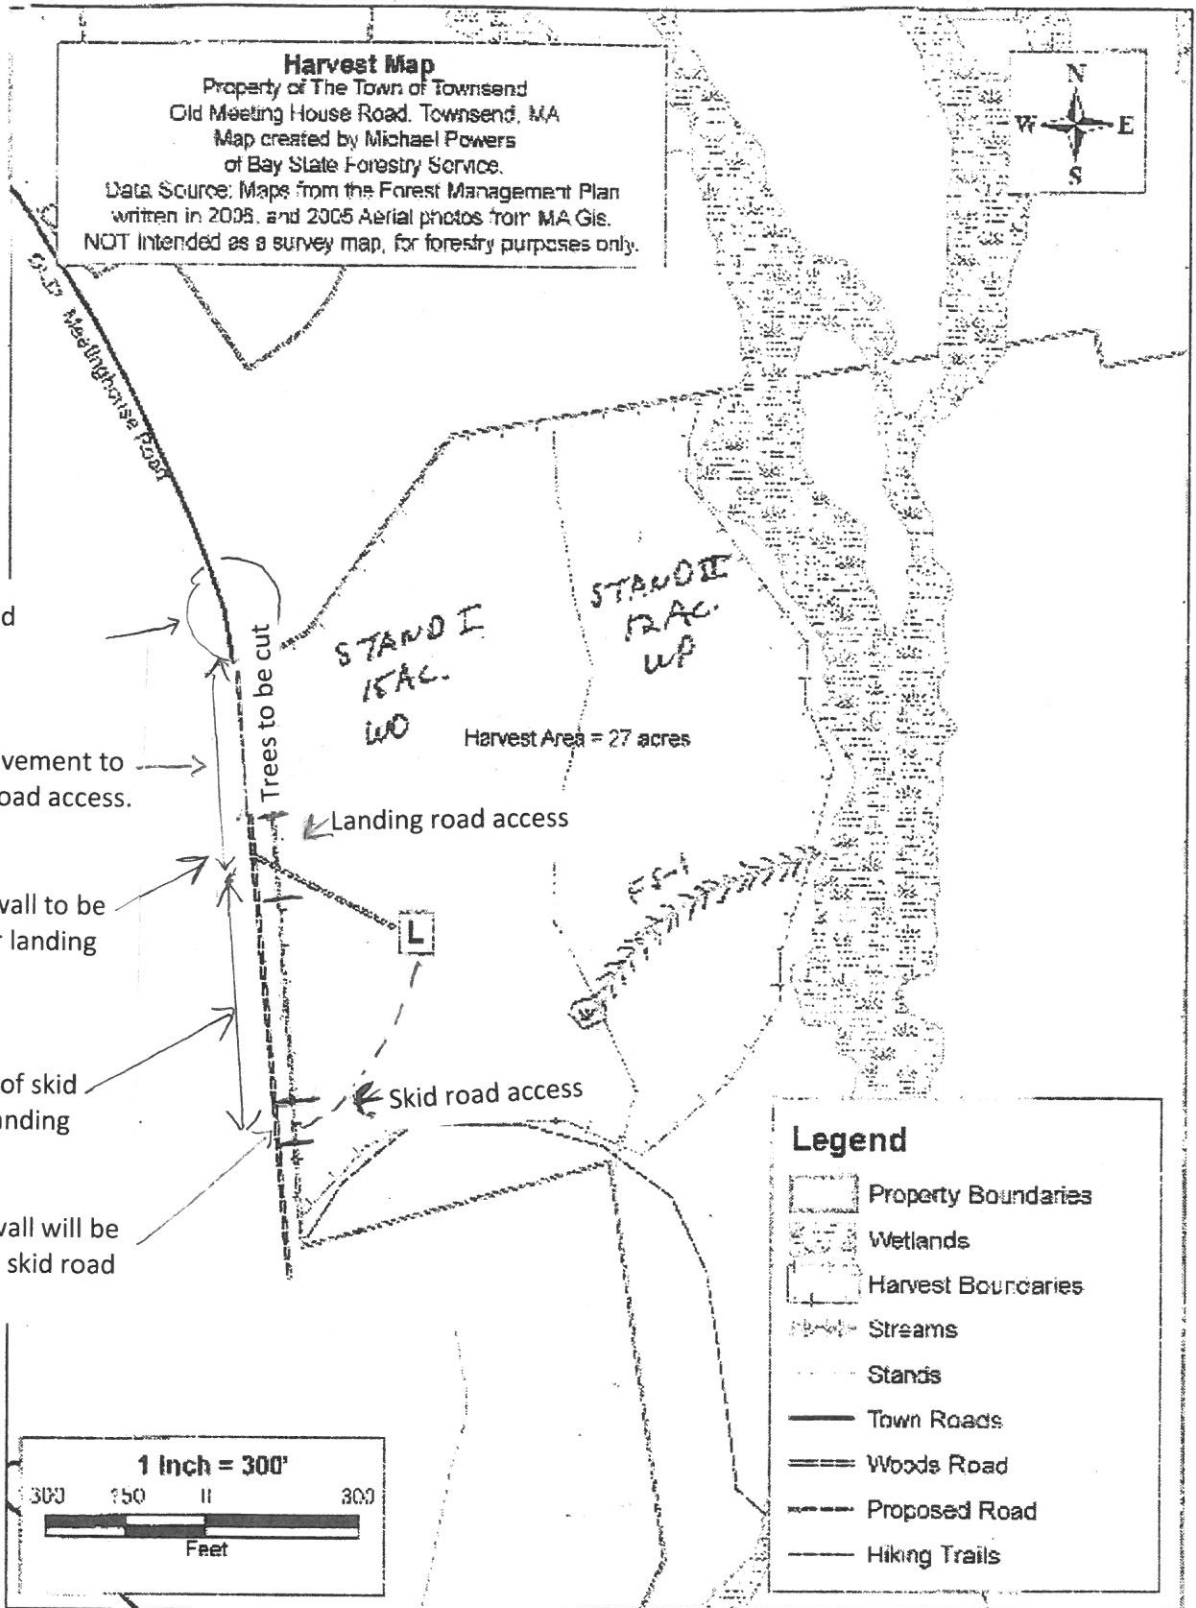 Harvest Map
Property of The Town of Townsend
Old Meeting House Road. Townsend, MA
Map created by Michael Powers
of Bay State Forestry Service.
Data Source: Maps from the Forest Management Plan
written in 2005. and 2005 Aerial photos from MA Gis.
NOT Intended as a survey map, for forestry purposes only.
N
W E
S
OLD Meetinghouse Road
d
Trees to be cut
STAND I
15 AC.
WO
STAND II
12 AC.
WP
Harvest Area = 27 acres
vement to
oad access.
Landing road access
wall to be
r landing
L
FS-1
of skid
anding
Skid road access
wall will be
skid road
Legend
Property Boundaries
Wetlands
Harvest Boundaries
Streams
Stands
Town Roads
Woods Road
Proposed Road
Hiking Trails
1 Inch = 300'
300 150 0 300
Feet